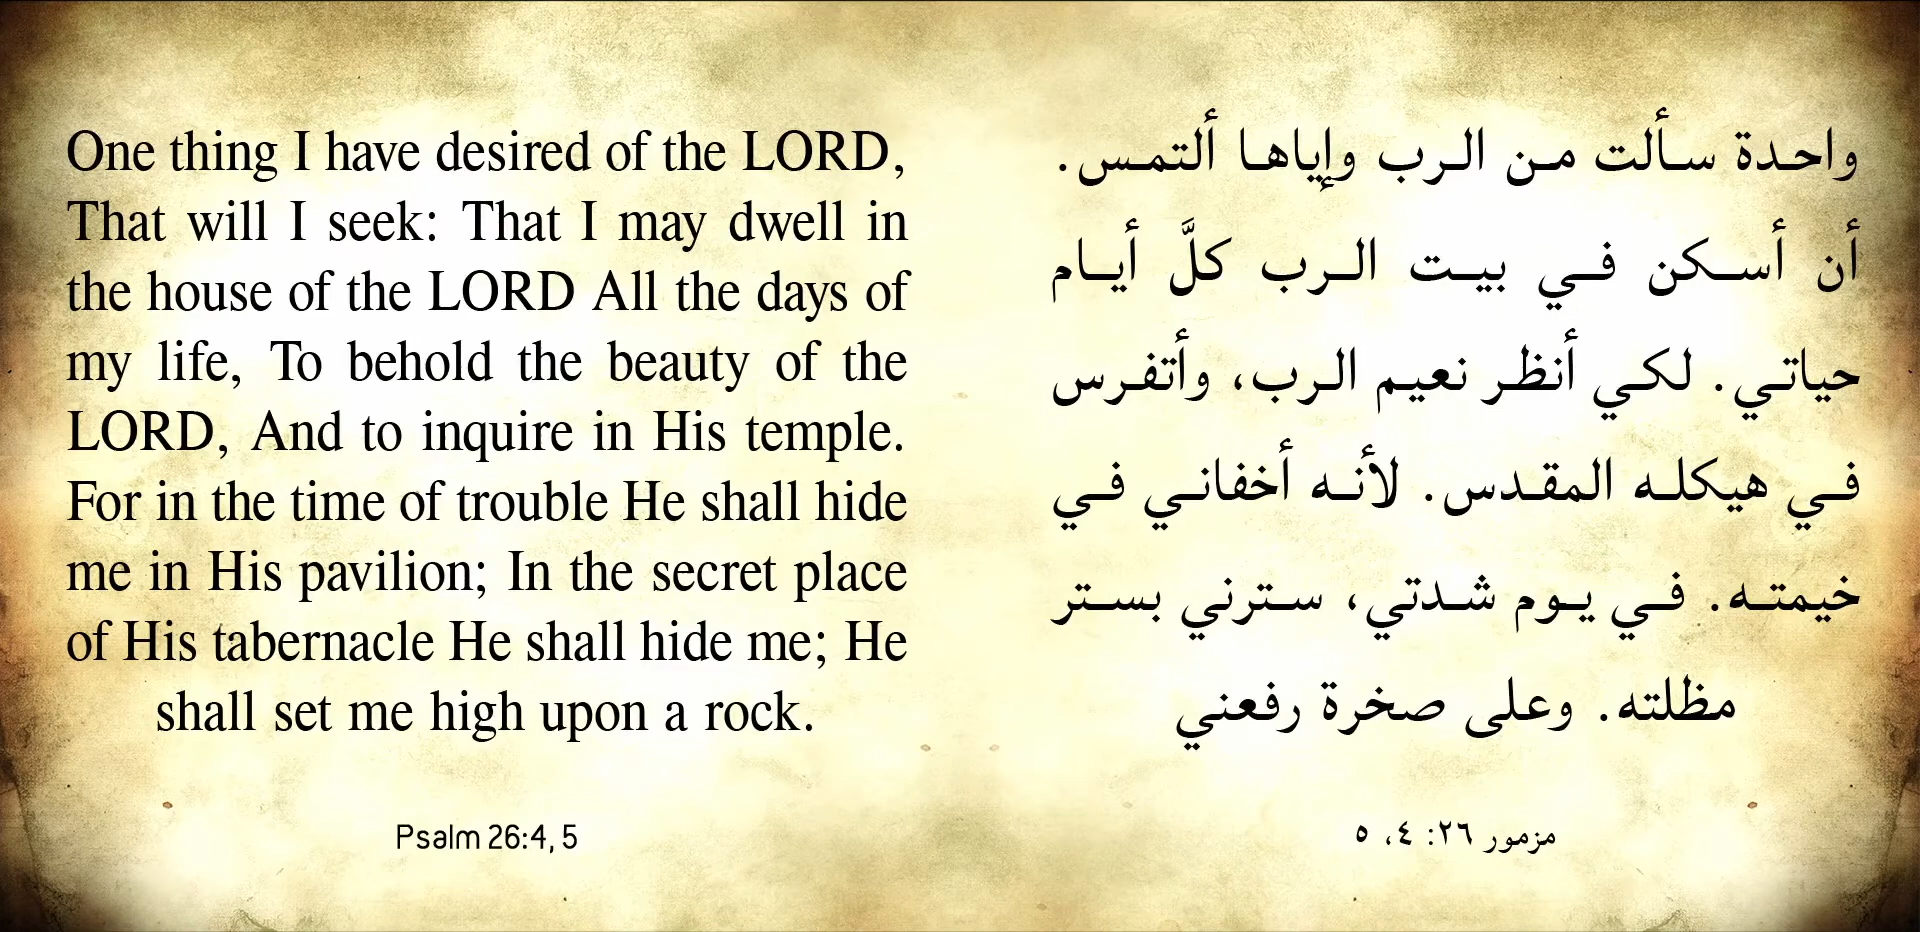 One thing I have desired of the LORD,
That will I seek: That I may dwell in
the house of the LORD All the days of
my life, To behold the beauty of the
LORD, And to inquire in His temple.
For in the time of trouble He shall hide
me in His pavilion; In the secret place
of His tabernacle He shall hide me; He
shall set me high upon a rock.
Psalm 26:4, 5
واحدة سألت من الرب وإياها ألتمس.
أن أسكن في بيت الرب كلَّ أيام
حياتي. لكي أنظر نعيم الرب، وأتفرس
في هيكله المقدس. لأنه أخفاني في
خيمته. في يوم شدتي، سترني بستر
مظلته. وعلى صخرة رفعني
مزمور ٢٦: ٤، ٥